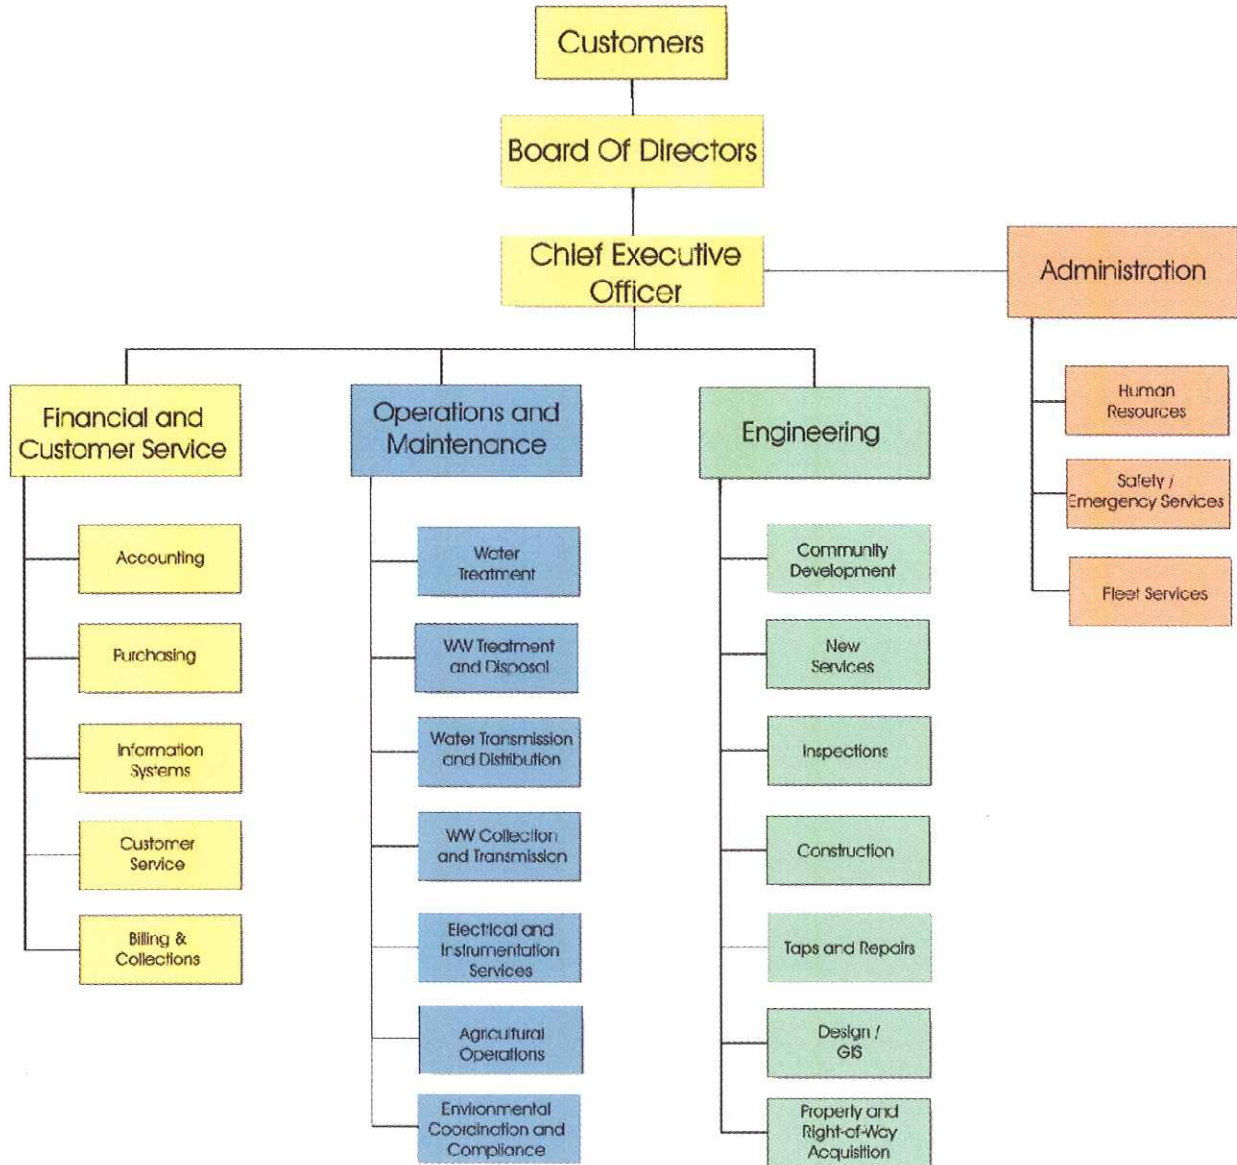 Customers
Board Of Directors
Chief Executive
Officer
Administration
Human
Resources
Safety /
Emergency Services
Fleet Services
Financial and
Customer Service
Accounting
Purchasing
Information
Systems
Customer
Service
Billing &
Collections
Operations and
Maintenance
Water
Treatment
WW Treatment
and Disposal
Water Transmission
and Distribution
WW Collection
and Transmission
Electrical and
Instrumentation
Services
Agricultural
Operations
Environmental
Coordination and
Compliance
Engineering
Community
Development
New
Services
Inspections
Construction
Taps and Repairs
Design /
GIS
Property and
Right-of-Way
Acquisition